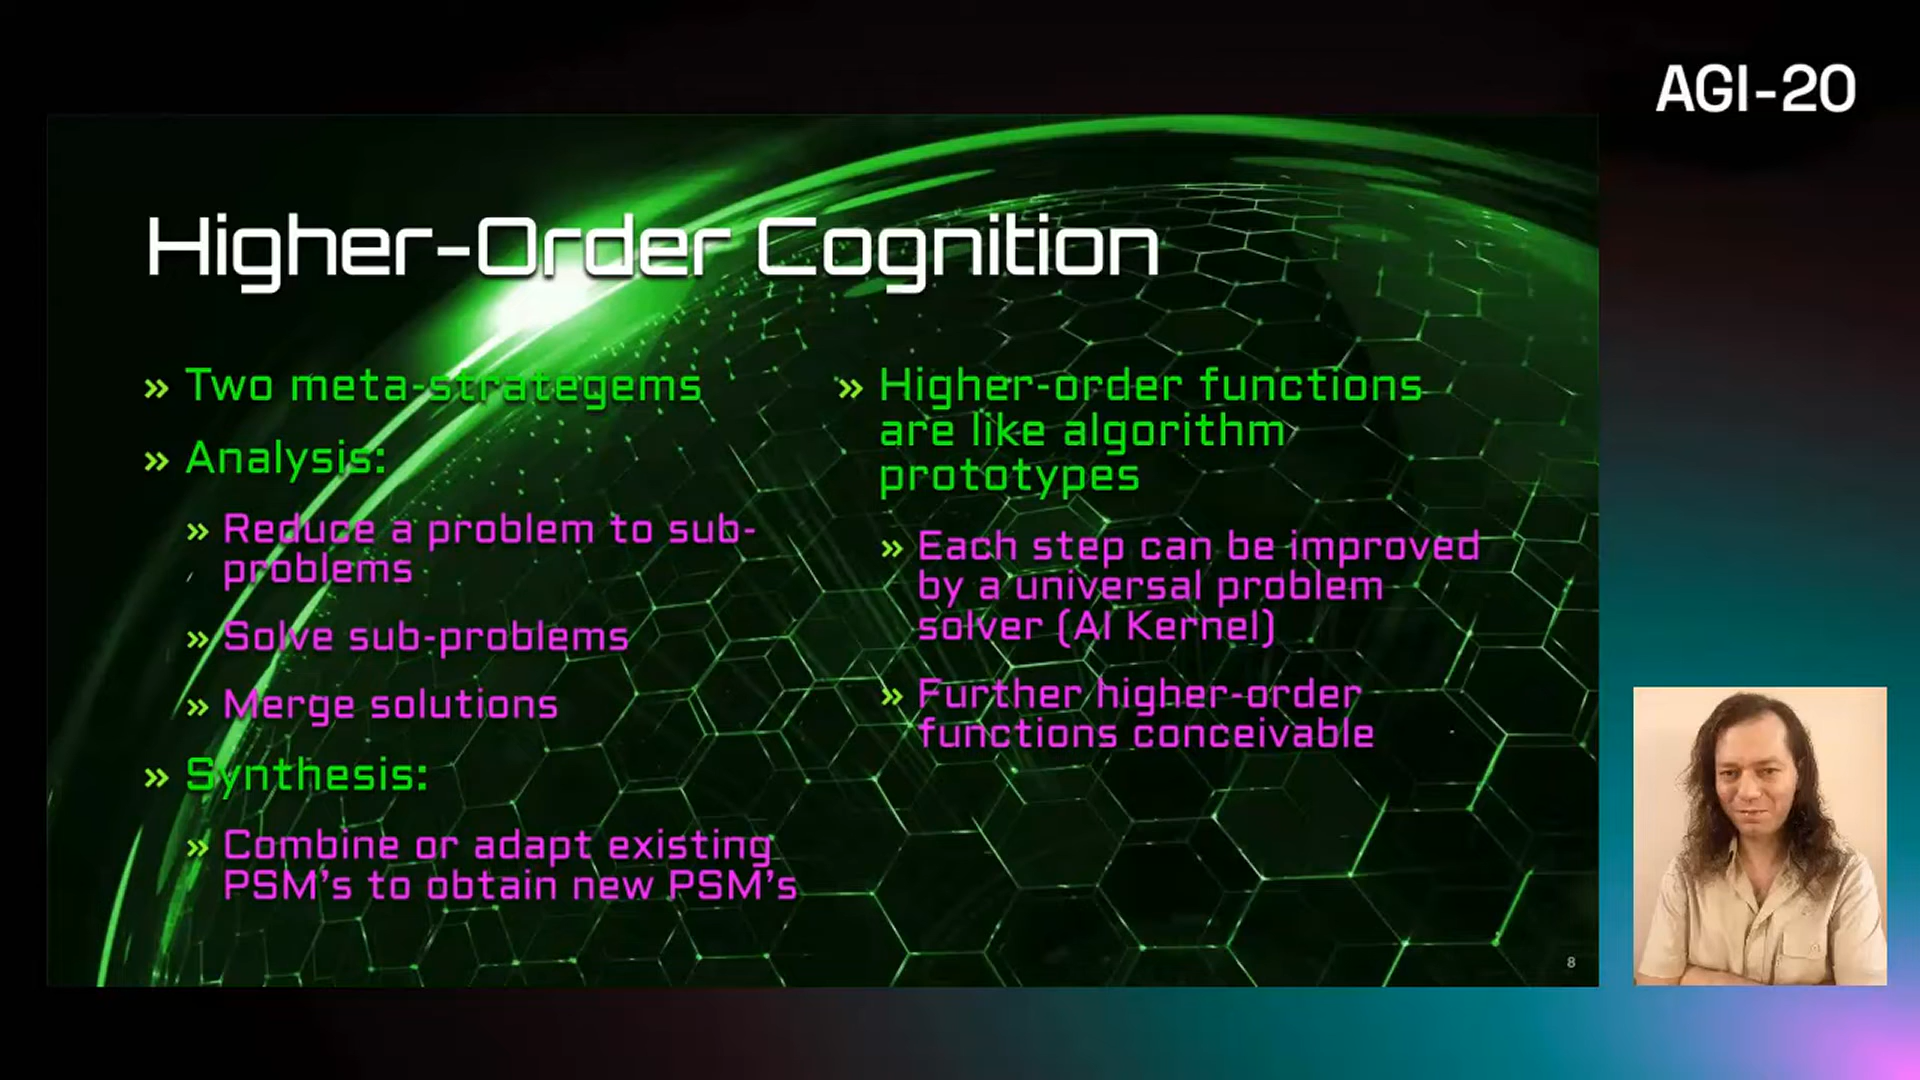 AGI-20
Higher-Order Cognition
» Two meta-strategems
» Analysis:
» Reduce a problem to sub-
problems
» Solve sub-problems
» Merge solutions
» Synthesis:
» Combine or adapt existing
PSM's to obtain new PSM's
» Higher-order functions
are like algorithm
prototypes
» Each step can be improved
by a universal problem
solver (AI Kernel)
» Further higher-order
functions conceivable
8